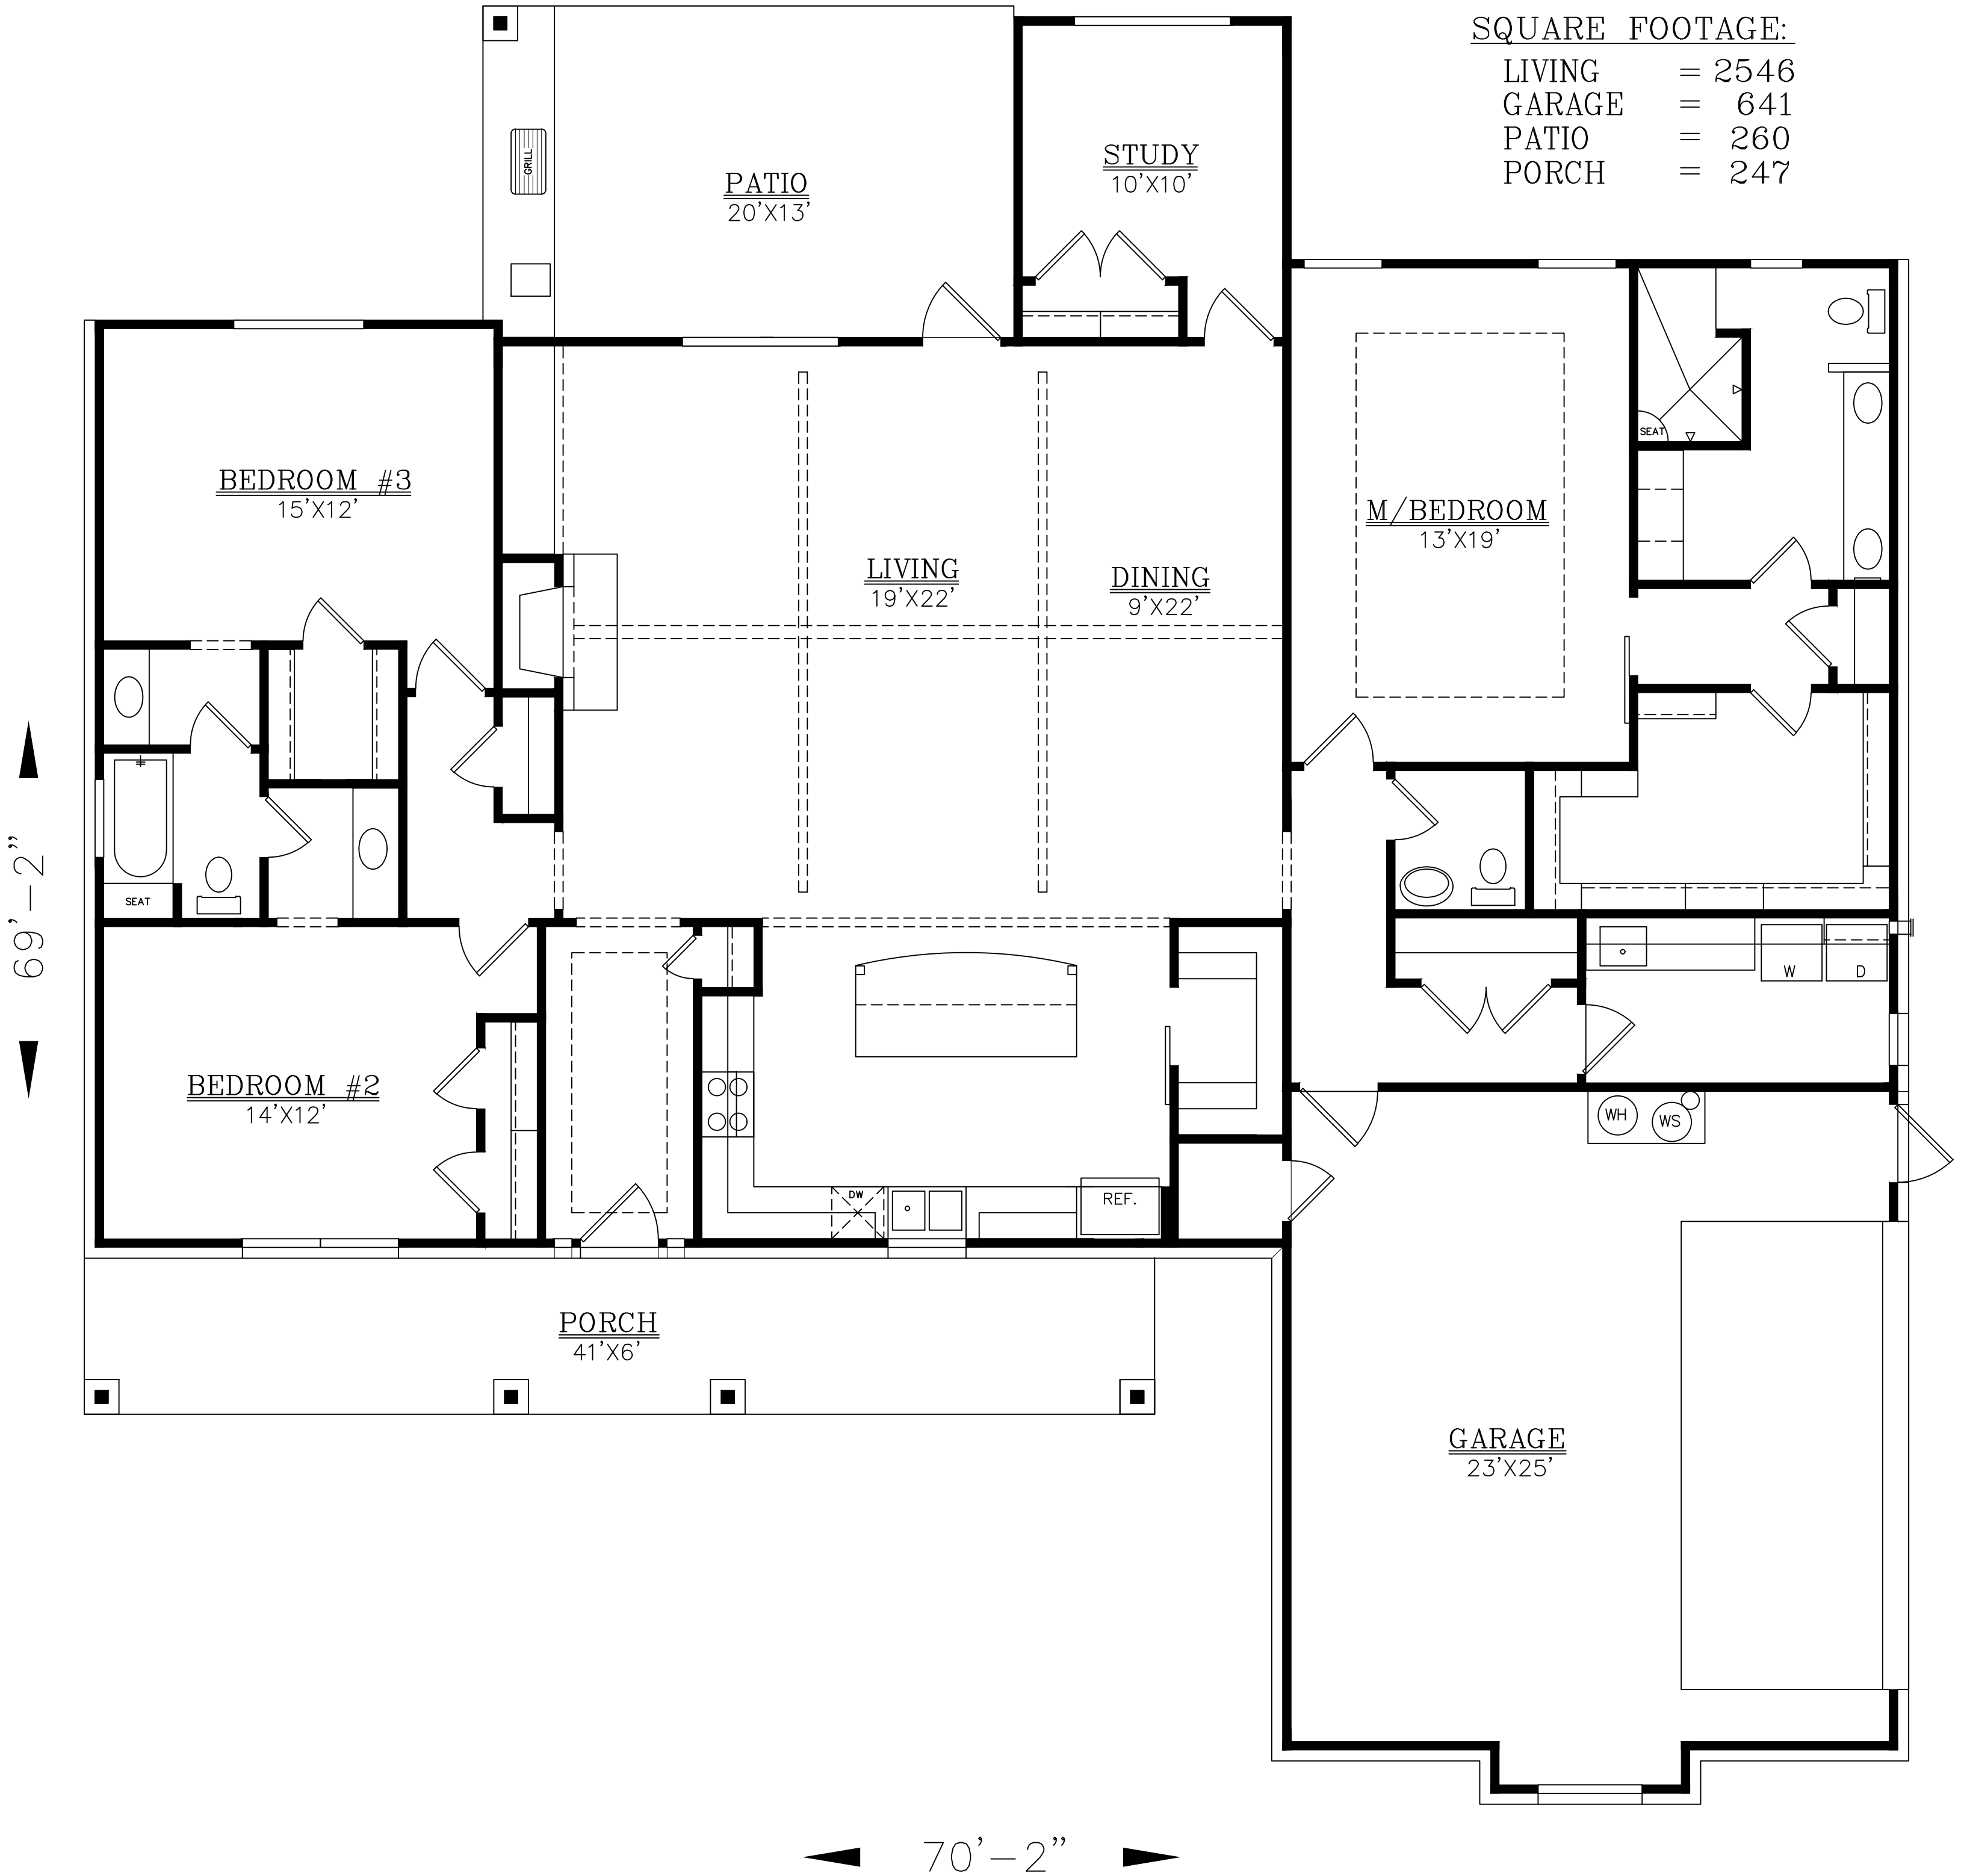 SQUARE FOOTAGE:
LIVING = 2546
GARAGE = 641
PATIO = 260
PORCH = 247
GRILL
PATIO
20'X13'
STUDY
10'X10'
BEDROOM #3
15'X12'
LIVING
19'X22'
DINING
9'X22'
M/BEDROOM
13'X19'
SEAT
SEAT
69'-2"
BEDROOM #2
14'X12'
W
D
WH
WS
DW
REF.
PORCH
41'X6'
GARAGE
23'X25'
70'-2"